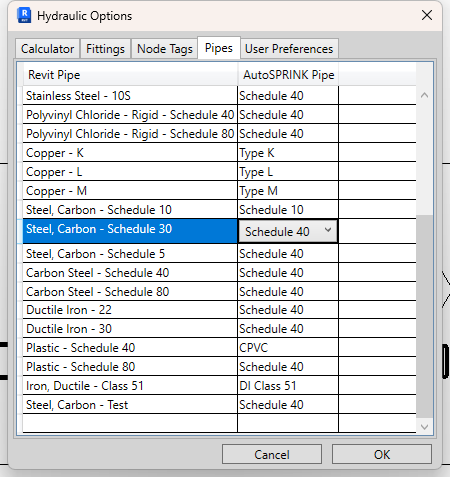 Hydraulic Options
Calculator Fittings Node Tags Pipes User Preferences
Revit Pipe AutoSPRINK Pipe
Stainless Steel - 10S Schedule 40
Polyvinyl Chloride - Rigid - Schedule 40 Schedule 40
Polyvinyl Chloride - Rigid - Schedule 80 Schedule 40
Copper - K Type K
Copper - L Type L
Copper - M Type M
Steel, Carbon - Schedule 10 Schedule 10
Steel, Carbon - Schedule 30 Schedule 40
Steel, Carbon - Schedule 5 Schedule 40
Carbon Steel - Schedule 40 Schedule 40
Carbon Steel - Schedule 80 Schedule 40
Ductile Iron - 22 Schedule 40
Ductile Iron - 30 Schedule 40
Plastic - Schedule 40 CPVC
Plastic - Schedule 80 Schedule 40
Iron, Ductile - Class 51 DI Class 51
Steel, Carbon - Test Schedule 40
Cancel OK